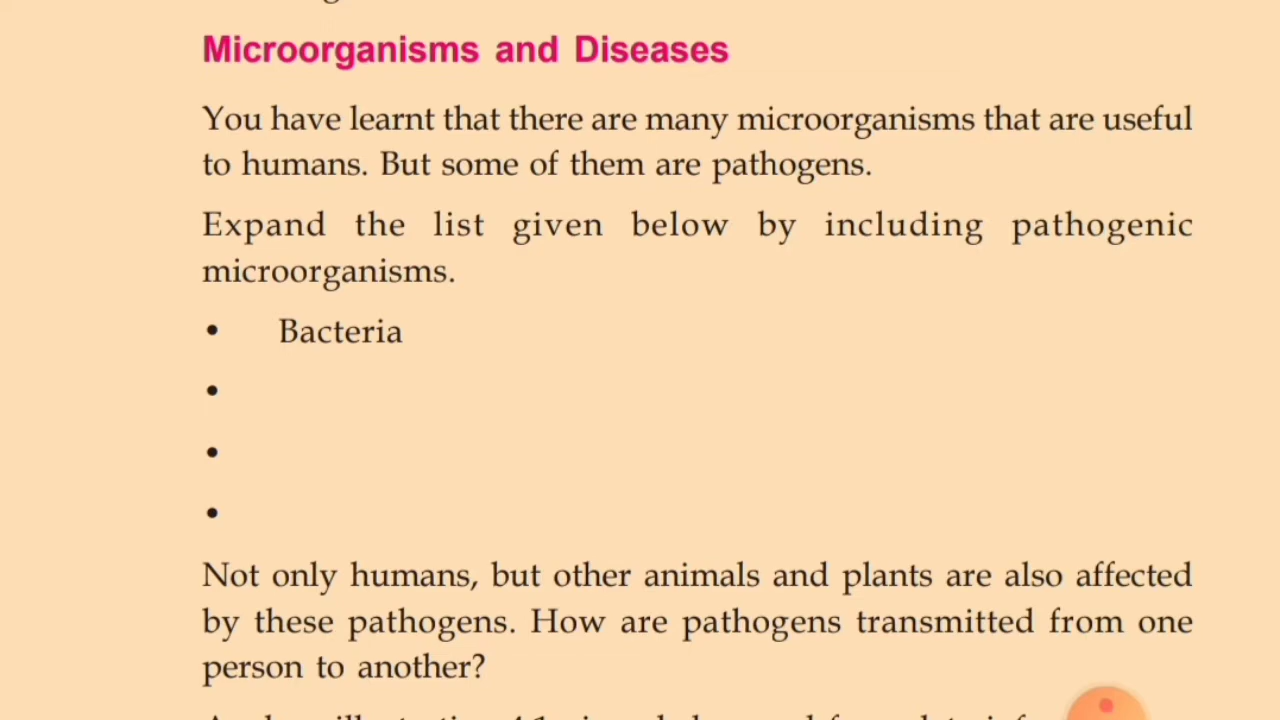 Microorganisms and Diseases
You have learnt that there are many microorganisms that are useful
to humans. But some of them are pathogens.
Expand the list given below by including pathogenic
microorganisms.
• Bacteria
•
•
•
Not only humans, but other animals and plants are also affected
by these pathogens. How are pathogens transmitted from one
person to another?